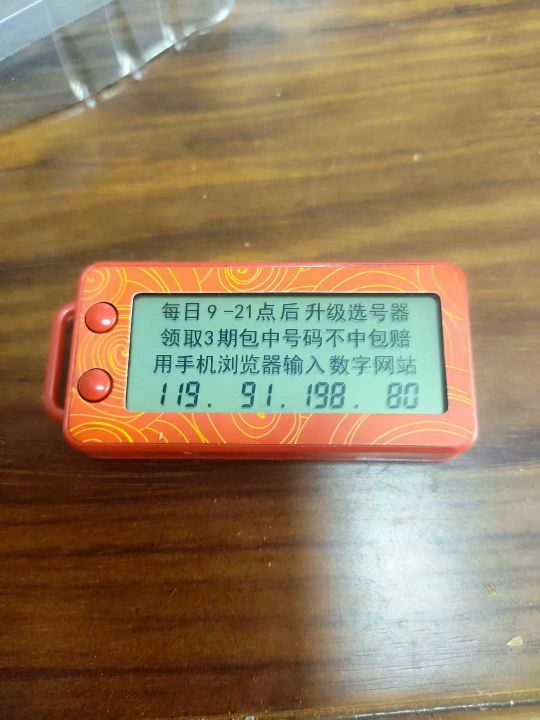 每日9-21点后升级选号器
领取3期包中号码不中包赔
用手机浏览器输入数字网站
119. 91. 198. 80